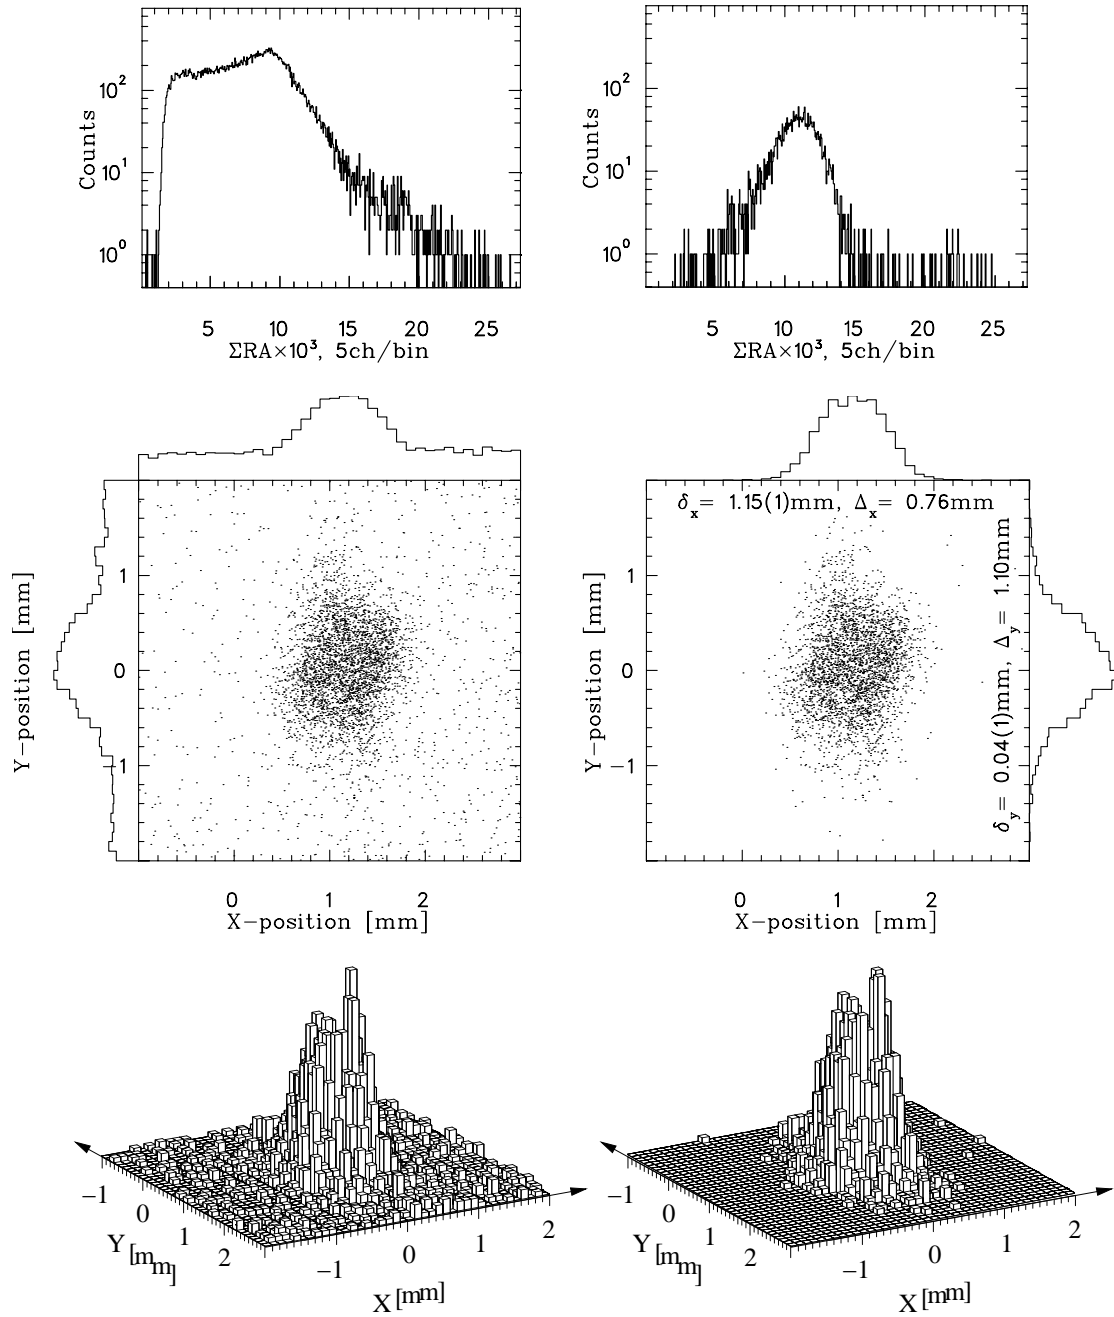 Counts
10²
10¹
10⁰
5 10 15 20 25
ΣRA×10³, 5ch/bin
Counts
10²
10¹
10⁰
5 10 15 20 25
ΣRA×10³, 5ch/bin
Y-position [mm]
1
0
-1
0 1 2
X-position [mm]
δx= 1.15(1)mm, Δx= 0.76mm
δy= 0.04(1)mm, Δy= 1.10mm
Y-position [mm]
1
0
-1
0 1 2
X-position [mm]
-1
0
1
2
Y [mm]
-1
0
1
2
X [mm]
-1
0
1
2
Y [mm]
-1
0
1
2
X [mm]